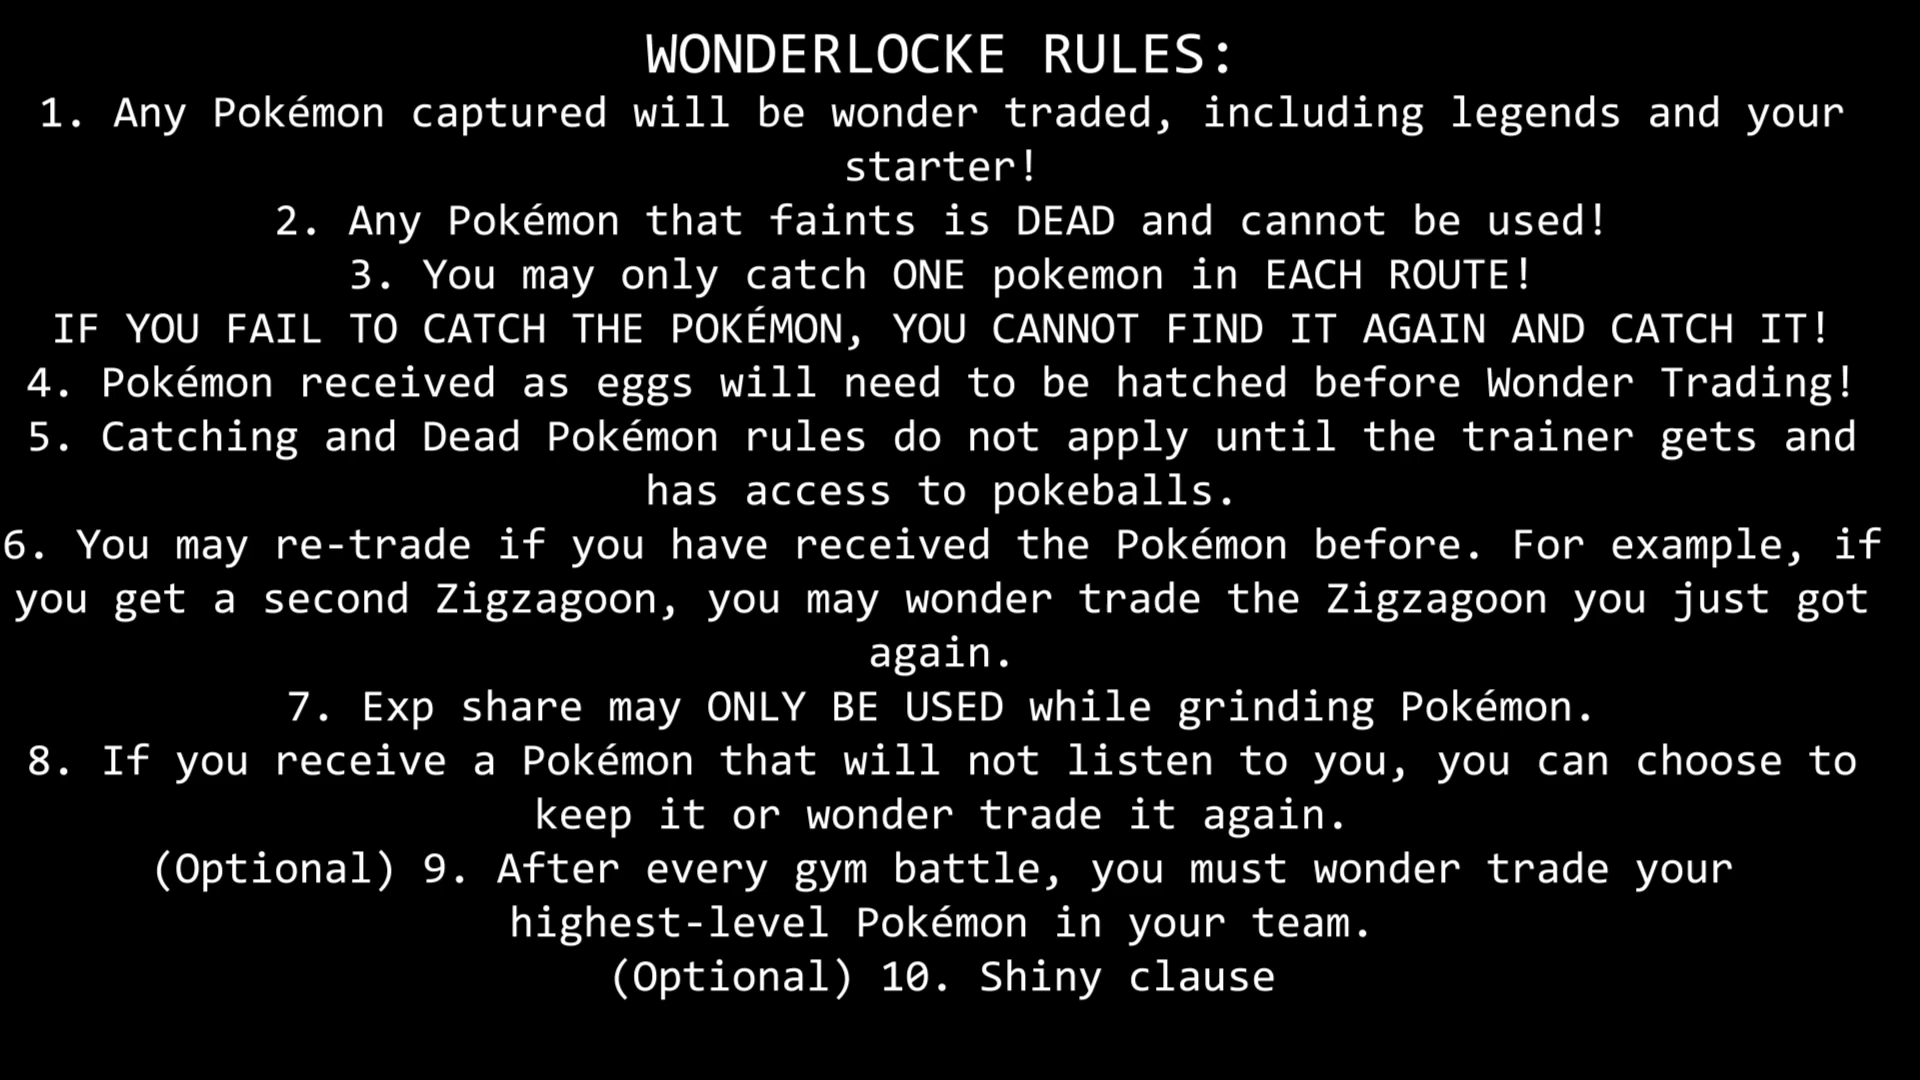 WONDERLOCKE RULES:
1. Any Pokémon captured will be wonder traded, including legends and your
starter!
2. Any Pokémon that faints is DEAD and cannot be used!
3. You may only catch ONE pokemon in EACH ROUTE!
IF YOU FAIL TO CATCH THE POKÉMON, YOU CANNOT FIND IT AGAIN AND CATCH IT!
4. Pokémon received as eggs will need to be hatched before Wonder Trading!
5. Catching and Dead Pokémon rules do not apply until the trainer gets and
has access to pokeballs.
6. You may re-trade if you have received the Pokémon before. For example, if
you get a second Zigzagoon, you may wonder trade the Zigzagoon you just got
again.
7. Exp share may ONLY BE USED while grinding Pokémon.
8. If you receive a Pokémon that will not listen to you, you can choose to
keep it or wonder trade it again.
(Optional) 9. After every gym battle, you must wonder trade your
highest-level Pokémon in your team.
(Optional) 10. Shiny clause